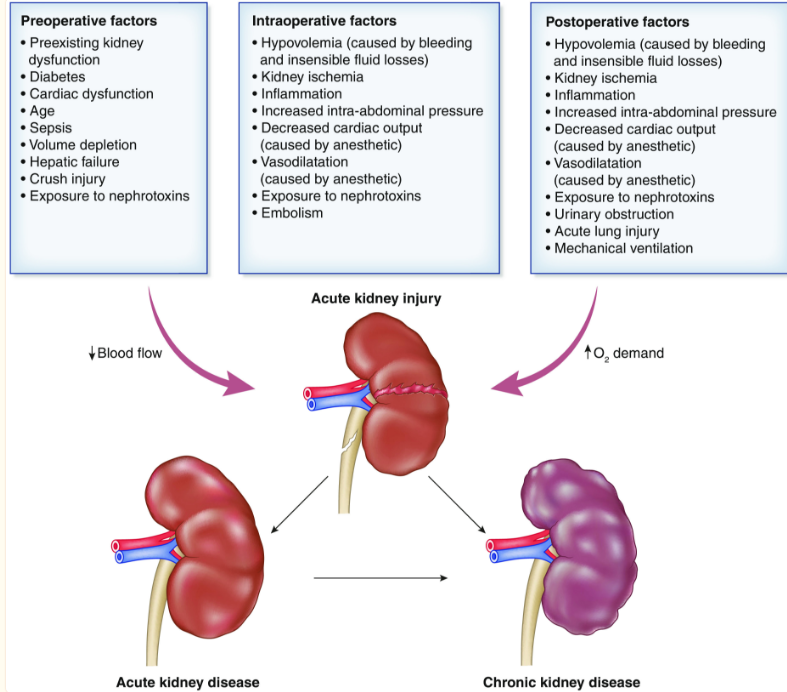 Preoperative factors
• Preexisting kidney
dysfunction
• Diabetes
• Cardiac dysfunction
• Age
• Sepsis
• Volume depletion
• Hepatic failure
• Crush injury
• Exposure to nephrotoxins
Intraoperative factors
• Hypovolemia (caused by bleeding
and insensible fluid losses)
• Kidney ischemia
• Inflammation
• Increased intra-abdominal pressure
• Decreased cardiac output
(caused by anesthetic)
• Vasodilatation
(caused by anesthetic)
• Exposure to nephrotoxins
• Embolism
Postoperative factors
• Hypovolemia (caused by bleeding
and insensible fluid losses)
• Kidney ischemia
• Inflammation
• Increased intra-abdominal pressure
• Decreased cardiac output
(caused by anesthetic)
• Vasodilatation
(caused by anesthetic)
• Exposure to nephrotoxins
• Urinary obstruction
• Acute lung injury
• Mechanical ventilation
Acute kidney injury
↓Blood flow
↑O₂ demand
Acute kidney disease
Chronic kidney disease